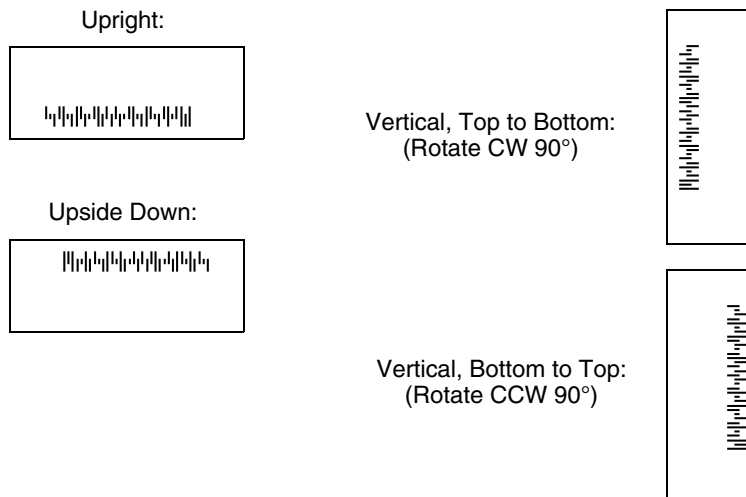 Upright:
Vertical, Top to Bottom:
(Rotate CW 90°)
Upside Down:
Vertical, Bottom to Top:
(Rotate CCW 90°)